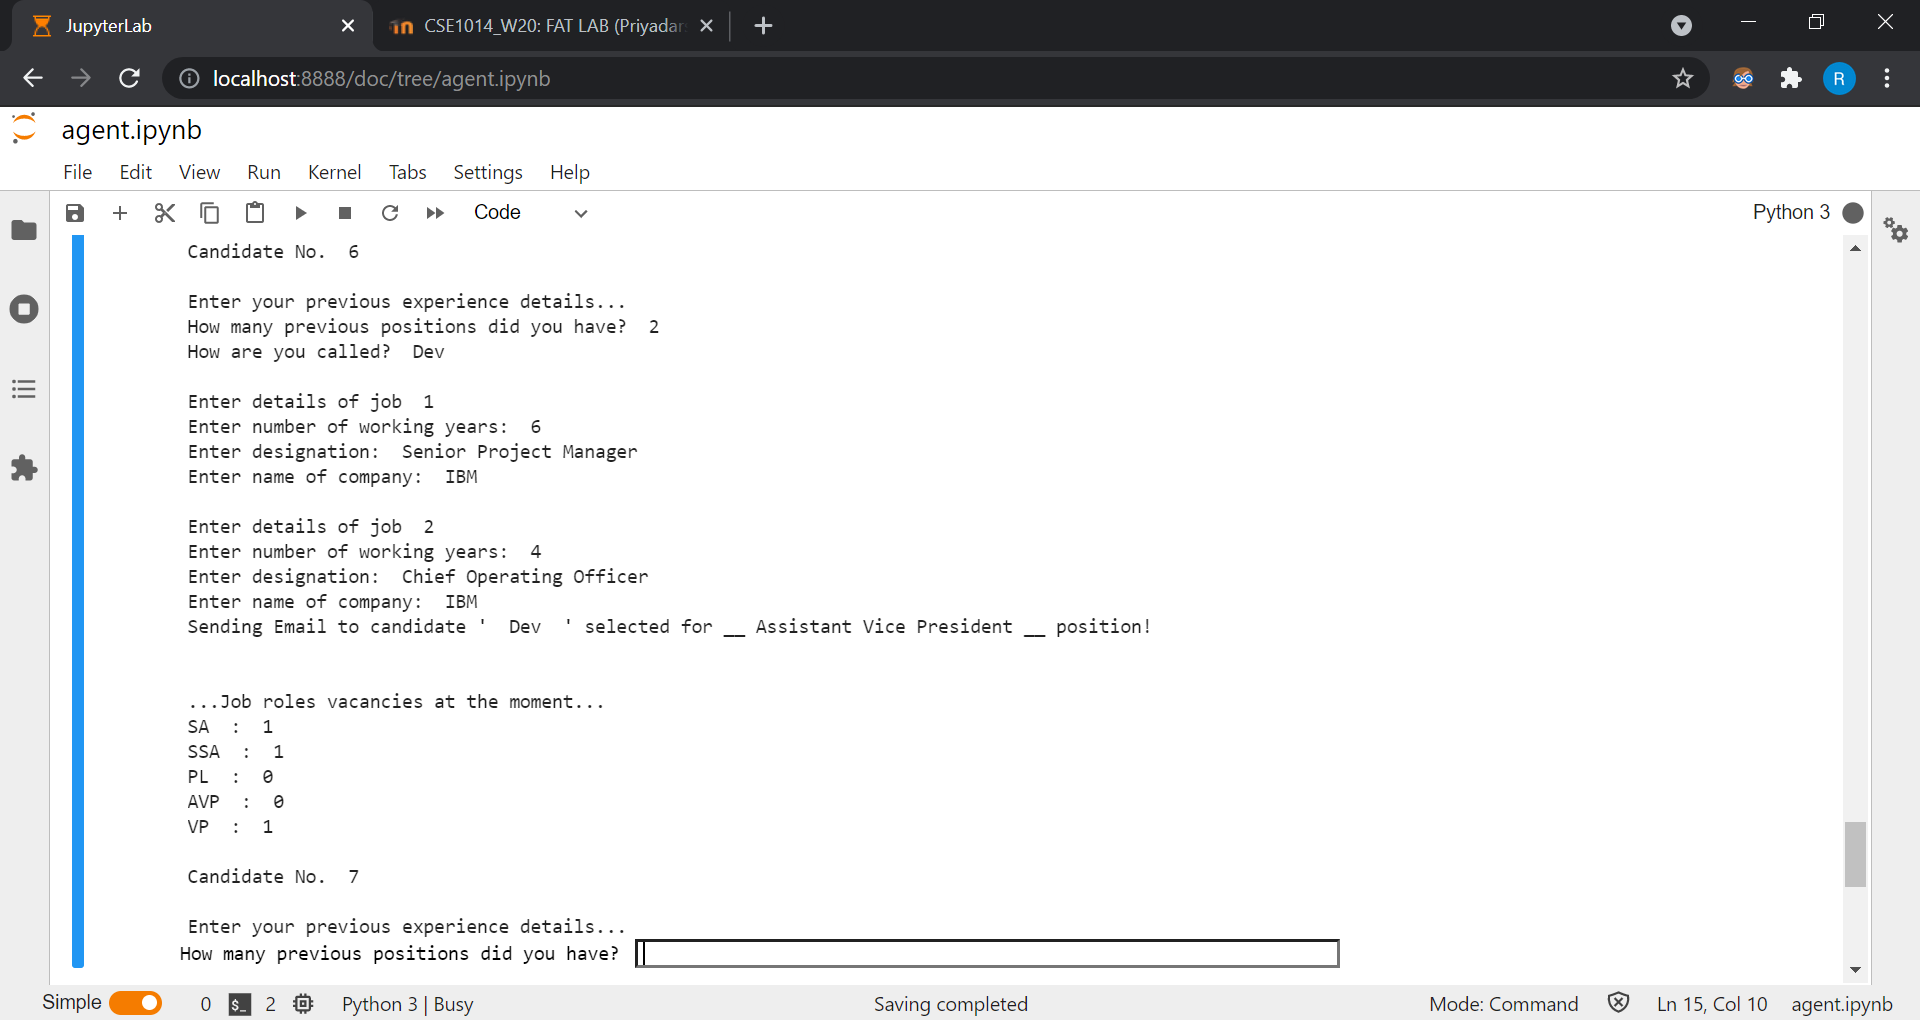 JupyterLab
CSE1014_W20: FAT LAB (Priyadar
localhost:8888/doc/tree/agent.ipynb
R
agent.ipynb
File Edit View Run Kernel Tabs Settings Help
Code
Python 3
Candidate No.  6
Enter your previous experience details...
How many previous positions did you have?  2
How are you called?  Dev
Enter details of job  1
Enter number of working years:  6
Enter designation:  Senior Project Manager
Enter name of company:  IBM
Enter details of job  2
Enter number of working years:  4
Enter designation:  Chief Operating Officer
Enter name of company:  IBM
Sending Email to candidate '  Dev  ' selected for __ Assistant Vice President __ position!
...Job roles vacancies at the moment...
SA  :  1
SSA  :  1
PL  :  0
AVP  :  0
VP  :  1
Candidate No.  7
Enter your previous experience details...
How many previous positions did you have?
Simple 0 $_ 2 Python 3 | Busy Saving completed Mode: Command Ln 15, Col 10 agent.ipynb